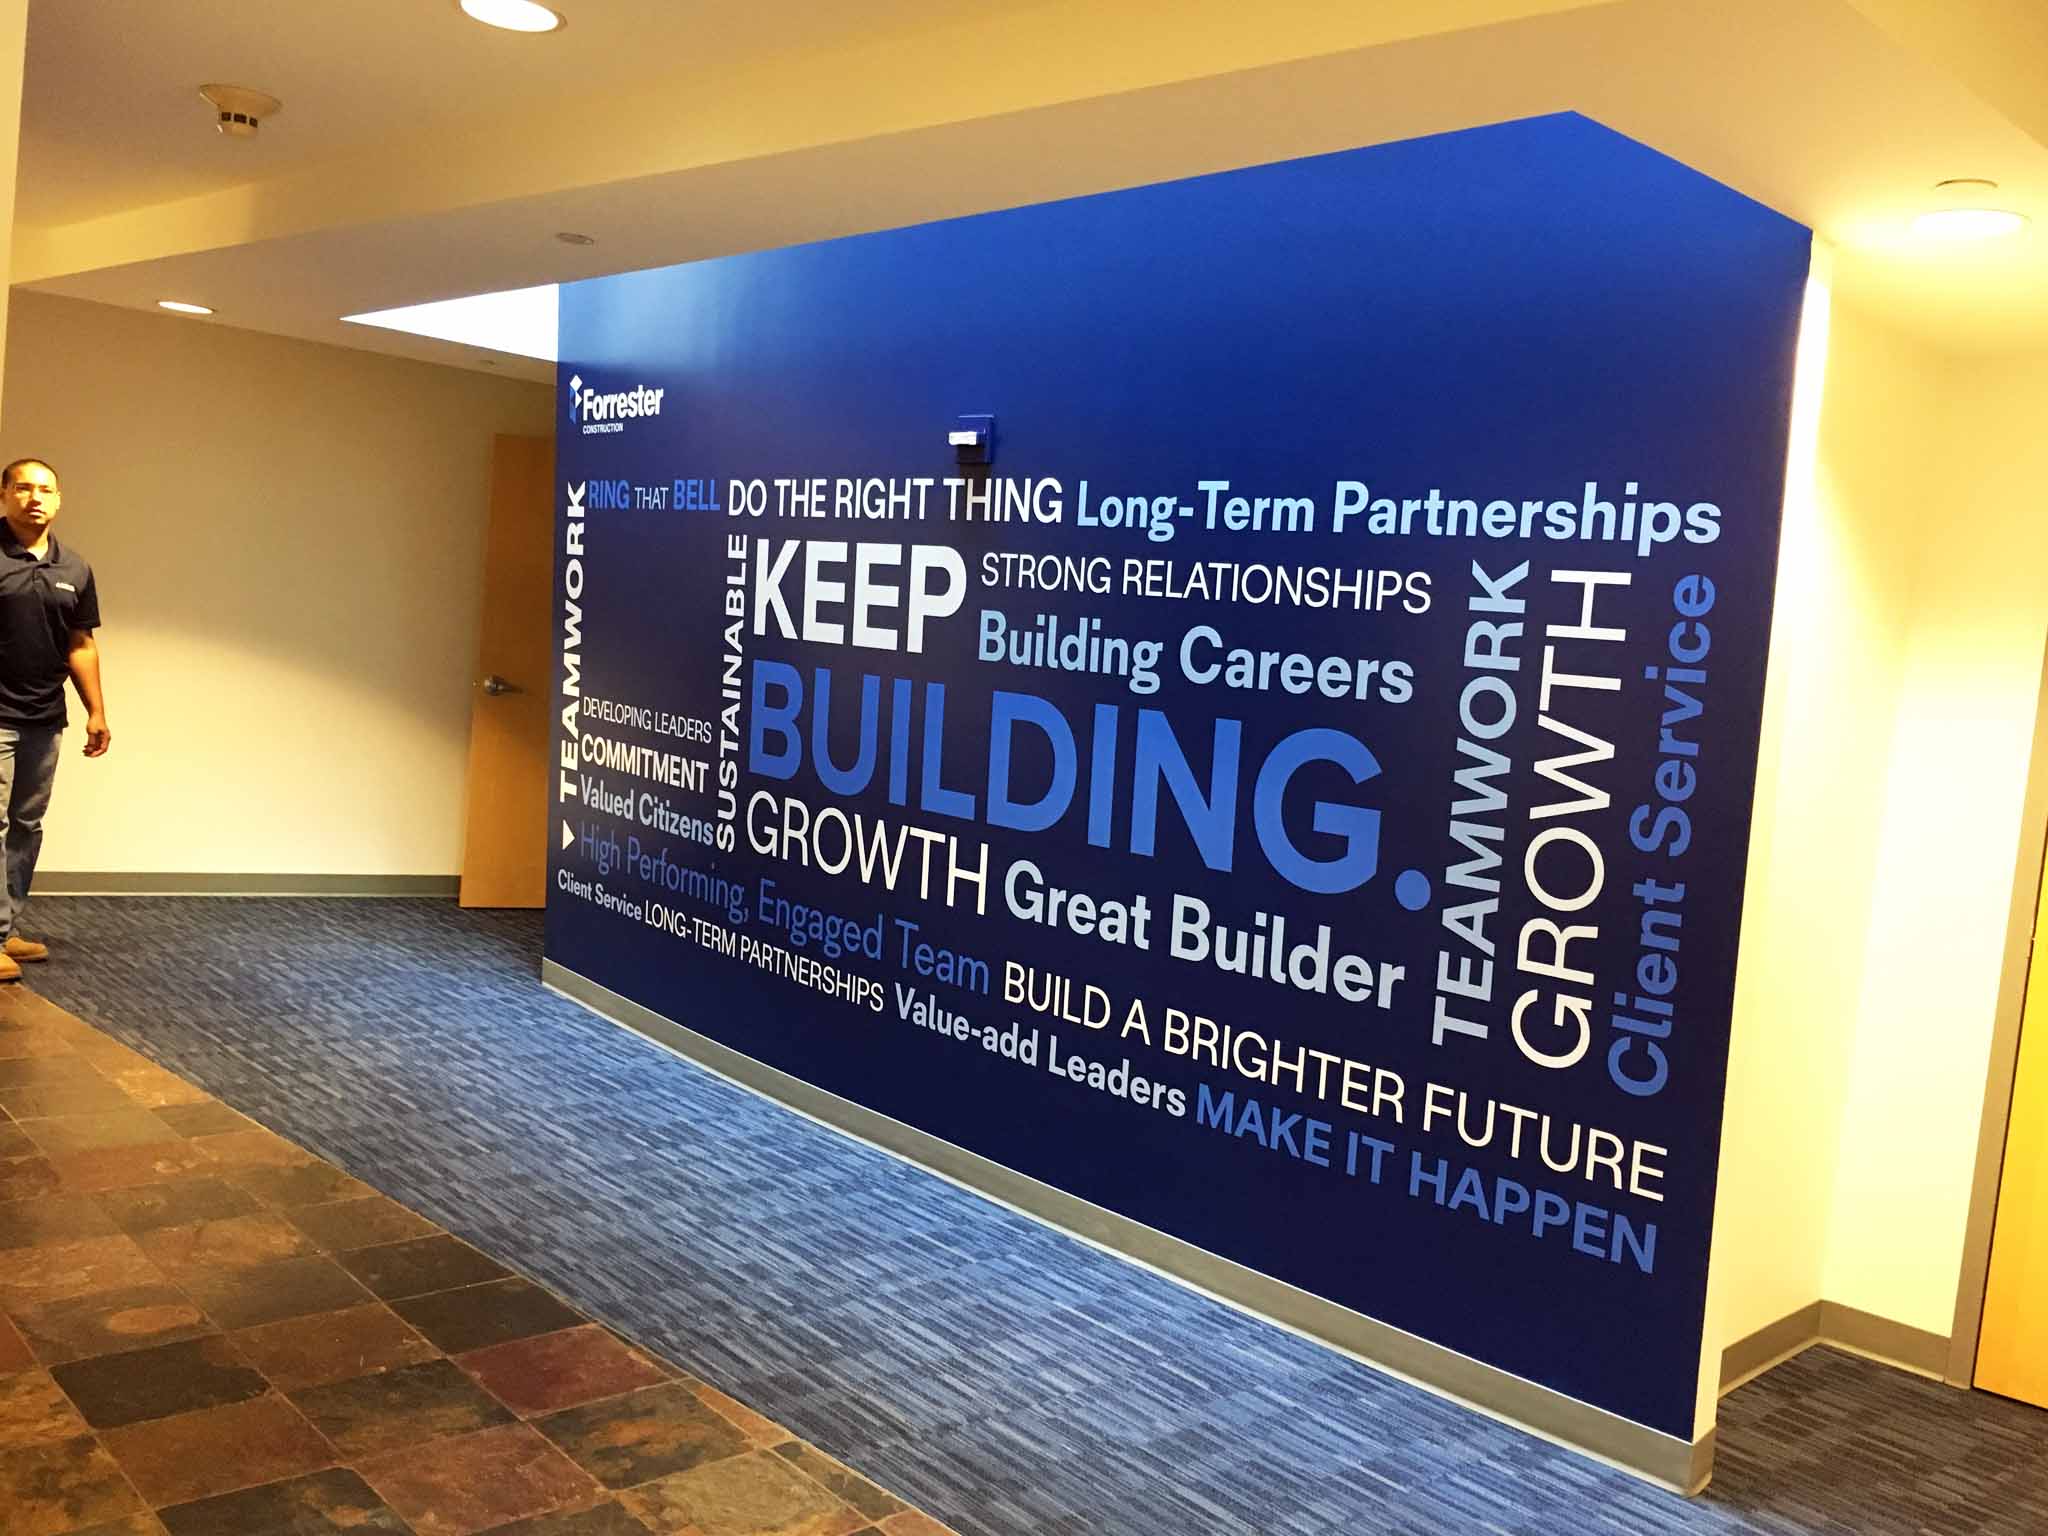 Forrester
CONSTRUCTION
RING THAT BELL DO THE RIGHT THING Long-Term Partnerships
TEAMWORK
SUSTAINABLE
KEEP
STRONG RELATIONSHIPS
Building Careers
BUILDING.
TEAMWORK
GROWTH
Client Service
DEVELOPING LEADERS
COMMITMENT
Valued Citizens
GROWTH Great Builder
High Performing, Engaged Team BUILD A BRIGHTER FUTURE
Client Service LONG-TERM PARTNERSHIPS Value-add Leaders MAKE IT HAPPEN